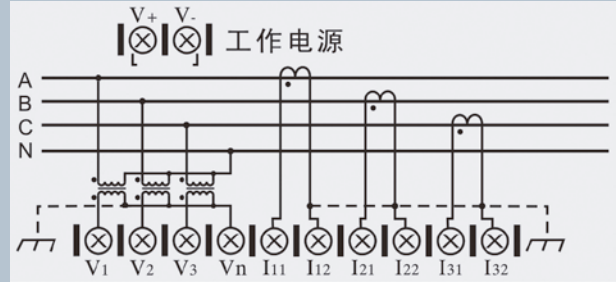 V+ V-
工作电源
A
B
C
N
V1 V2 V3 Vn I11 I12 I21 I22 I31 I32